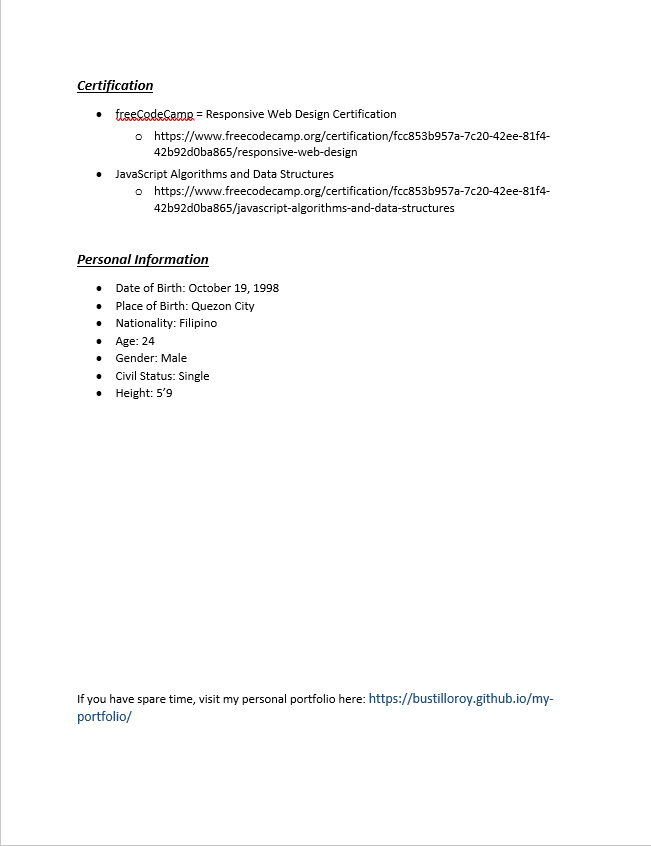 Certification
• freeCodeCamp = Responsive Web Design Certification
o https://www.freecodecamp.org/certification/fcc853b957a-7c20-42ee-81f4-
42b92d0ba865/responsive-web-design
• JavaScript Algorithms and Data Structures
o https://www.freecodecamp.org/certification/fcc853b957a-7c20-42ee-81f4-
42b92d0ba865/javascript-algorithms-and-data-structures
Personal Information
• Date of Birth: October 19, 1998
• Place of Birth: Quezon City
• Nationality: Filipino
• Age: 24
• Gender: Male
• Civil Status: Single
• Height: 5’9
If you have spare time, visit my personal portfolio here: https://bustilloroy.github.io/my-
portfolio/